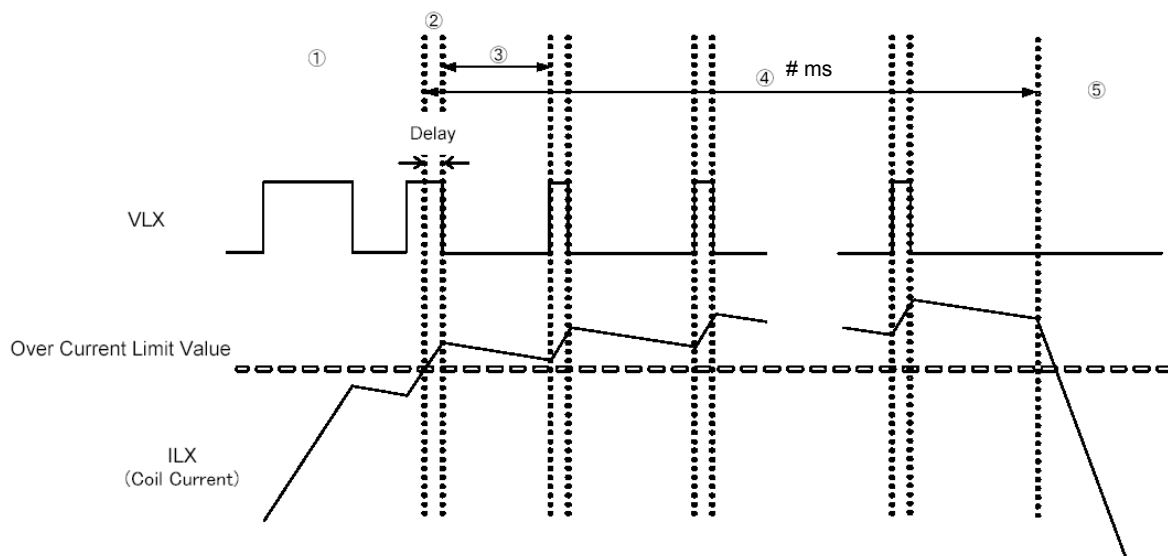 ②
①
③
④ # ms
⑤
Delay
VLX
Over Current Limit Value
ILX
(Coil Current)